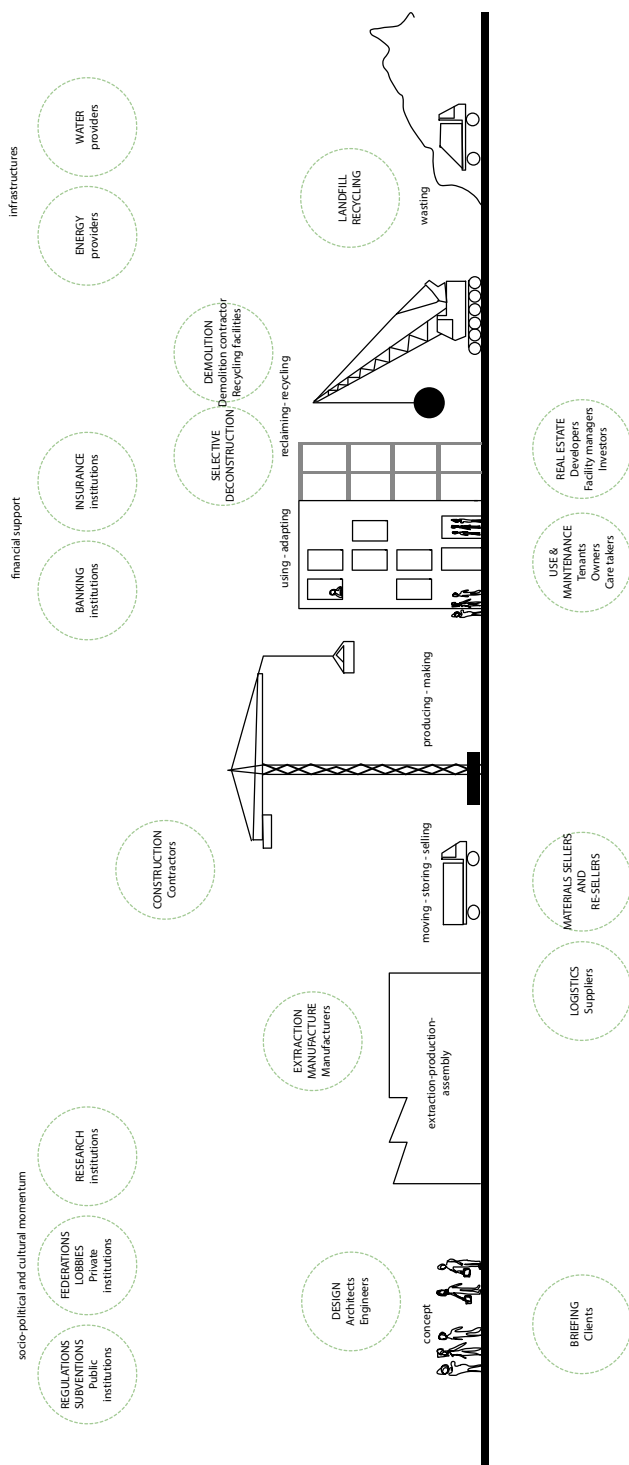 socio-political and cultural momentum
REGULATIONS
SUBVENTIONS
Public
institutions
FEDERATIONS
LOBBIES
Private
institutions
RESEARCH
institutions
financial support
BANKING
institutions
INSURANCE
institutions
infrastructures
ENERGY
providers
WATER
providers
DESIGN
Architects
Engineers
EXTRACTION
MANUFACTURE
Manufacturers
CONSTRUCTION
Contractors
SELECTIVE
DECONSTRUCTION
DEMOLITION
Demolition contractor
Recycling facilities
LANDFILL
RECYCLING
concept
extraction-production-
assembly
moving - storing - selling
producing - making
using - adapting
reclaiming- recycling
wasting
BRIEFING
Clients
LOGISTICS
Suppliers
MATERIALS SELLERS
AND
RE-SELLERS
USE &
MAINTENANCE
Tenants
Owners
Care takers
REAL ESTATE
Developers
Facility managers
Investors